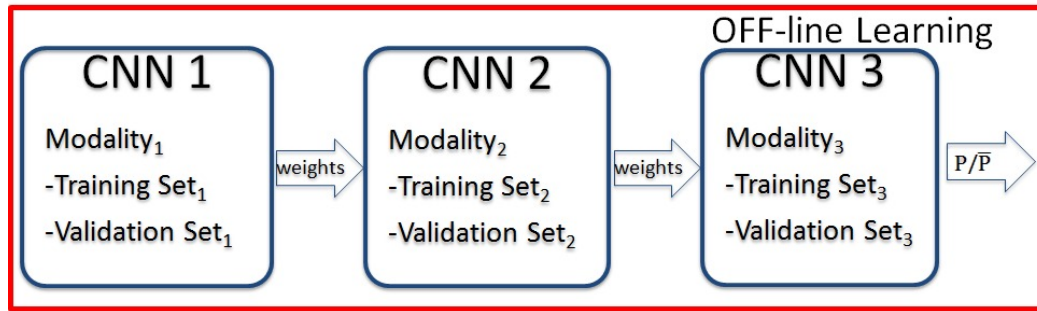 OFF-line Learning
CNN 1
Modality₁
-Training Set₁
-Validation Set₁
weights
CNN 2
Modality₂
-Training Set₂
-Validation Set₂
weights
CNN 3
Modality₃
-Training Set₃
-Validation Set₃
P/P̅